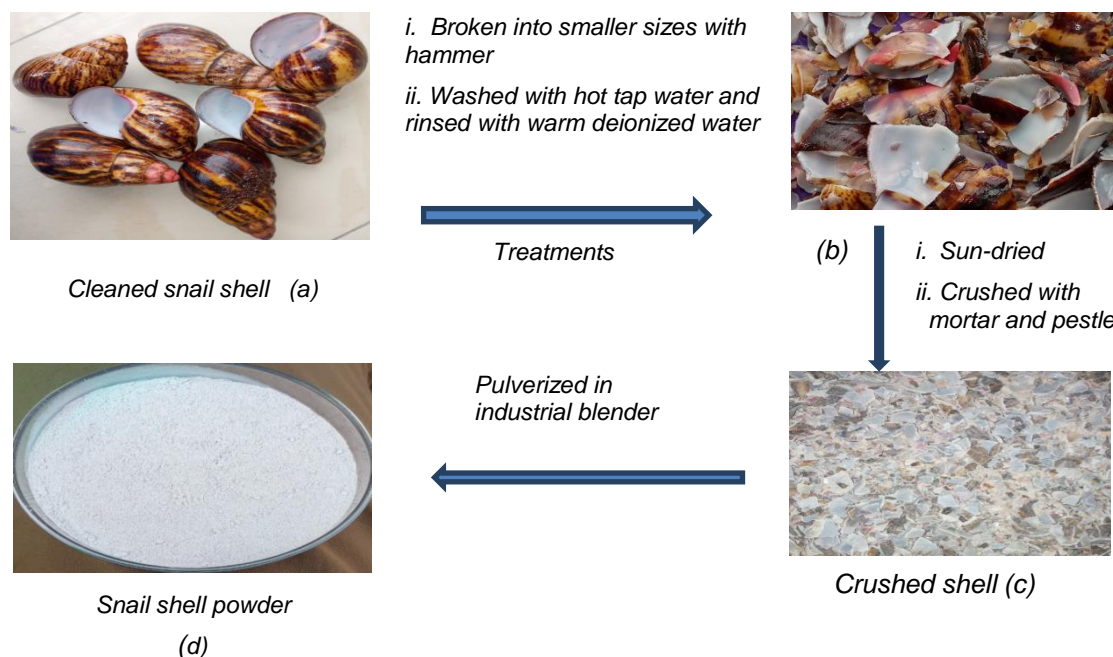 i. Broken into smaller sizes with
hammer
ii. Washed with hot tap water and
rinsed with warm deionized water
Treatments
Cleaned snail shell (a)
(b)
i. Sun-dried
ii. Crushed with
mortar and pestle
Crushed shell (c)
Pulverized in
industrial blender
Snail shell powder
(d)